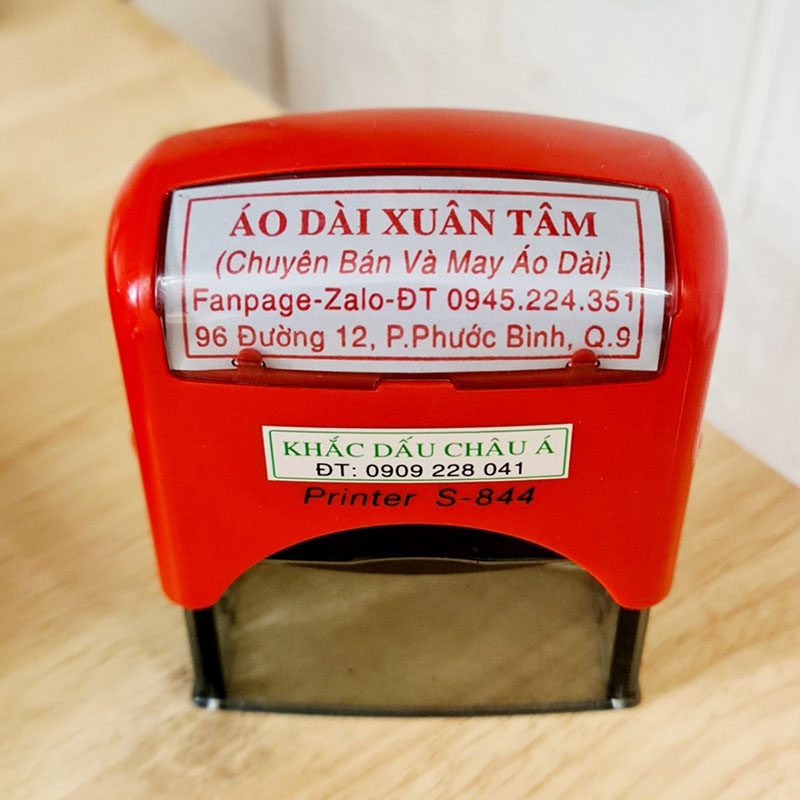 ÁO DÀI XUÂN TÂM
(Chuyên Bán Và May Áo Dài)
Fanpage-Zalo-ĐT 0945.224.351
96 Đường 12, P.Phước Bình, Q.9
KHẮC DẤU CHÂU Á
ĐT: 0909 228 041
Printer S-844